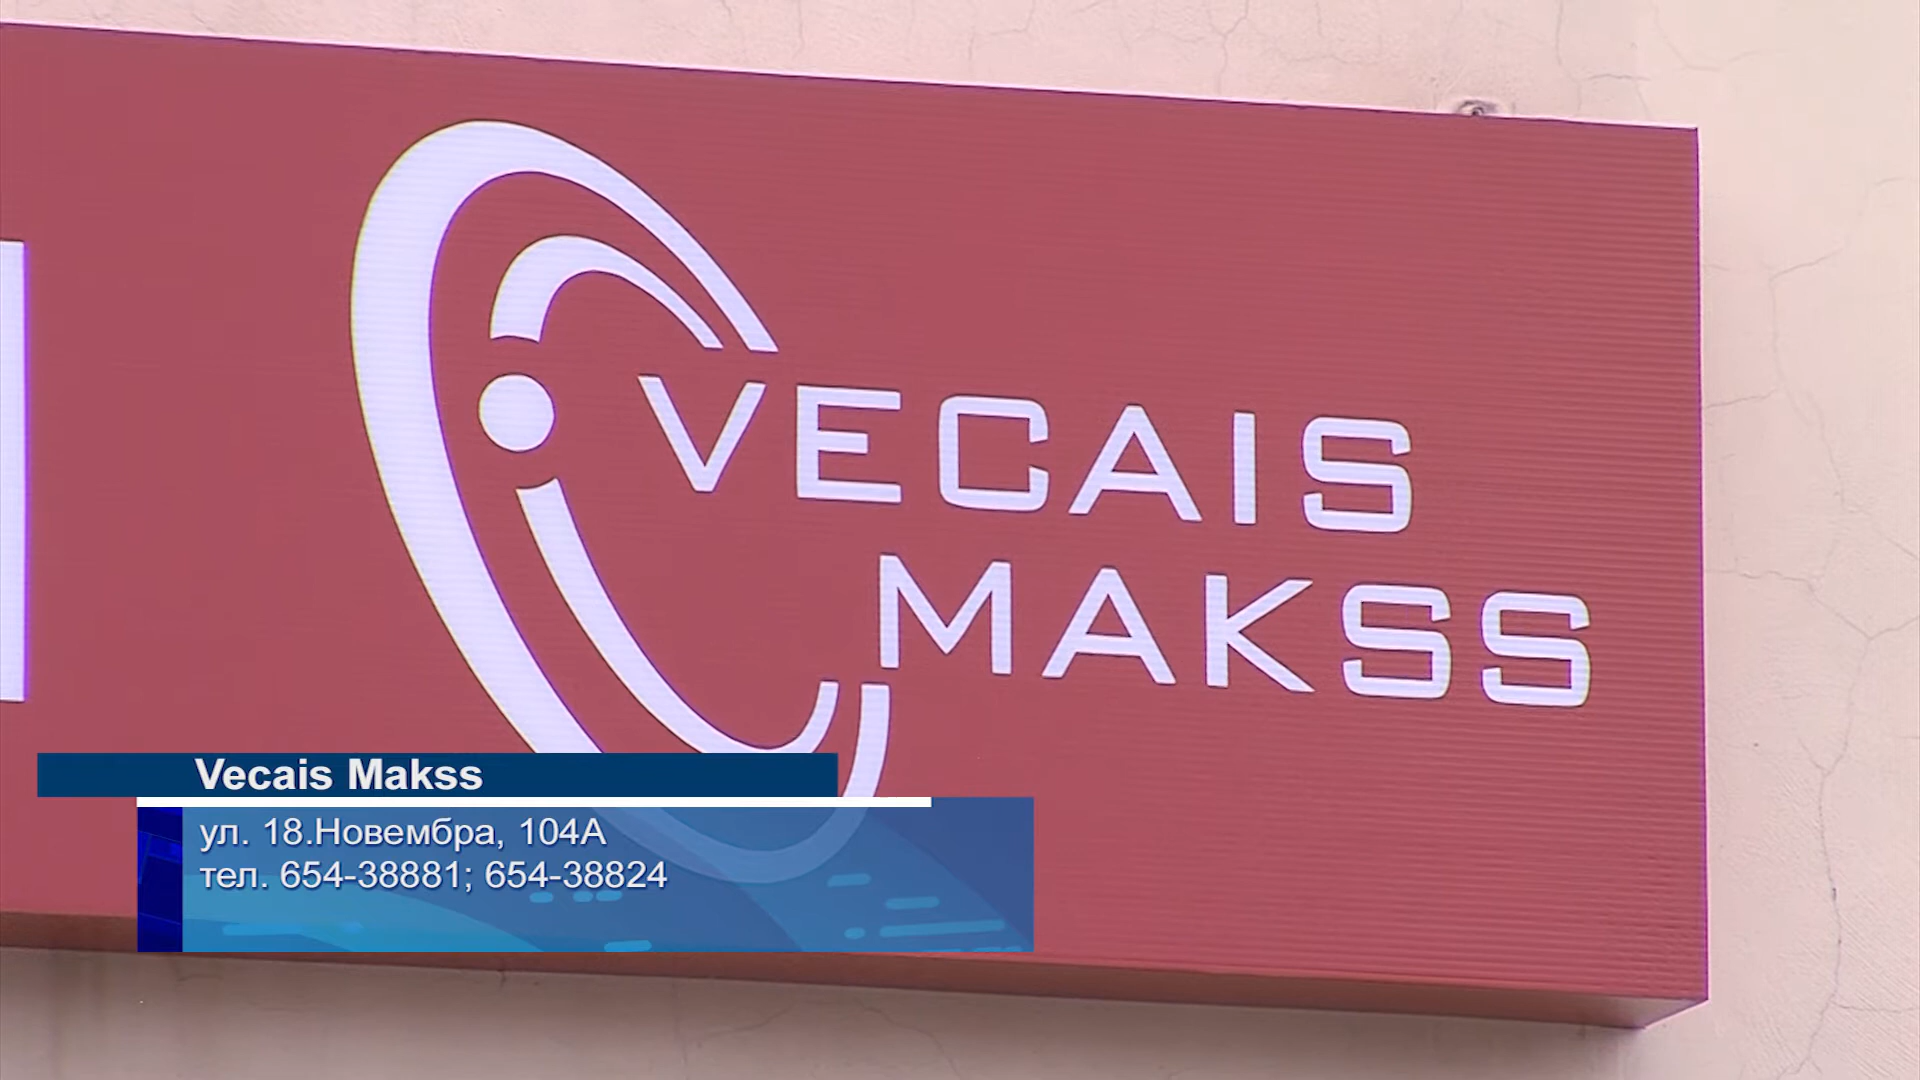 VECAIS
MAKSS
Vecais Makss
ул. 18.Новембра, 104А
тел. 654-38881; 654-38824